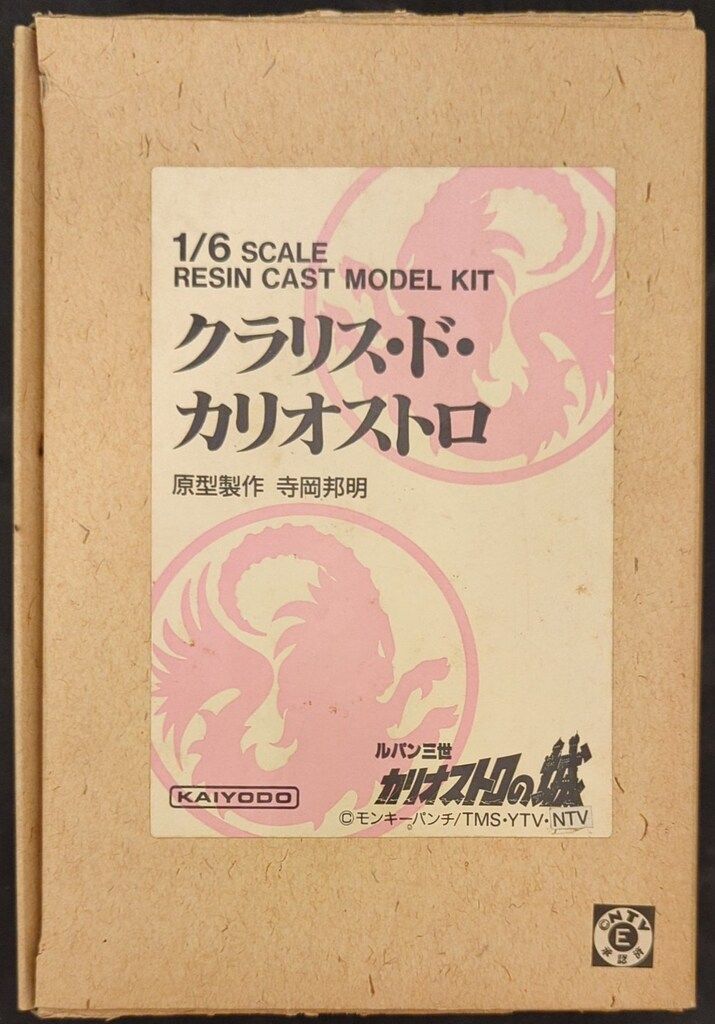 1/6 SCALE
RESIN CAST MODEL KIT
クラリス・ド・
カリオストロ
原型製作 寺岡邦明
KAIYODO
ルパン三世
カリオストロの城
©モンキーパンチ/TMS・YTV・NTV
©NTV
E
承認済